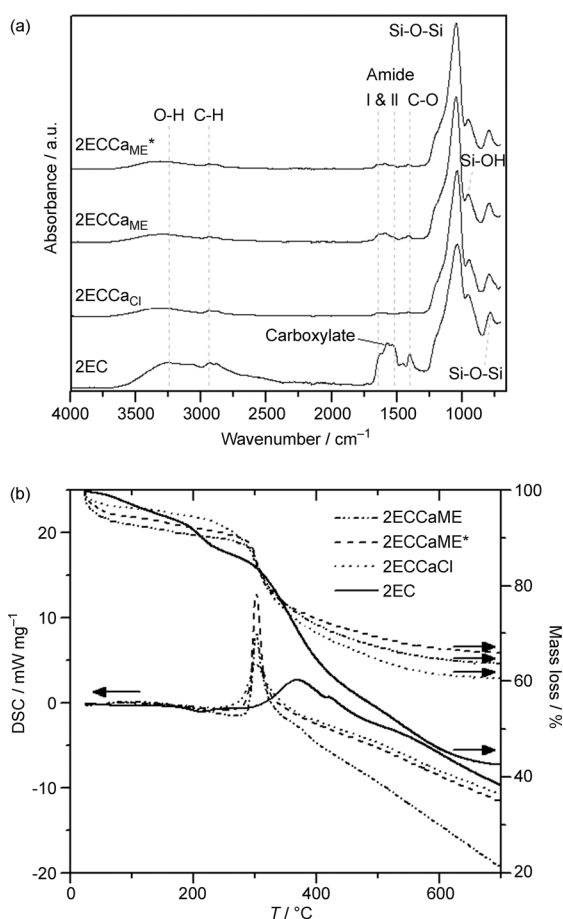 (a)
Si-O-Si
Amide
I & II
C-O
O-H
C-H
2ECCaME*
Si-OH
2ECCaME
2ECCaCl
Carboxylate
2EC
Si-O-Si
Absorbance / a.u.
4000 3500 3000 2500 2000 1500 1000
Wavenumber / cm–1
(b)
2ECCaME
2ECCaME*
2ECCaCl
2EC
20
10
0
-10
-20
DSC / mW mg–1
100
80
60
40
20
Mass loss / %
0 200 400 600
T / °C